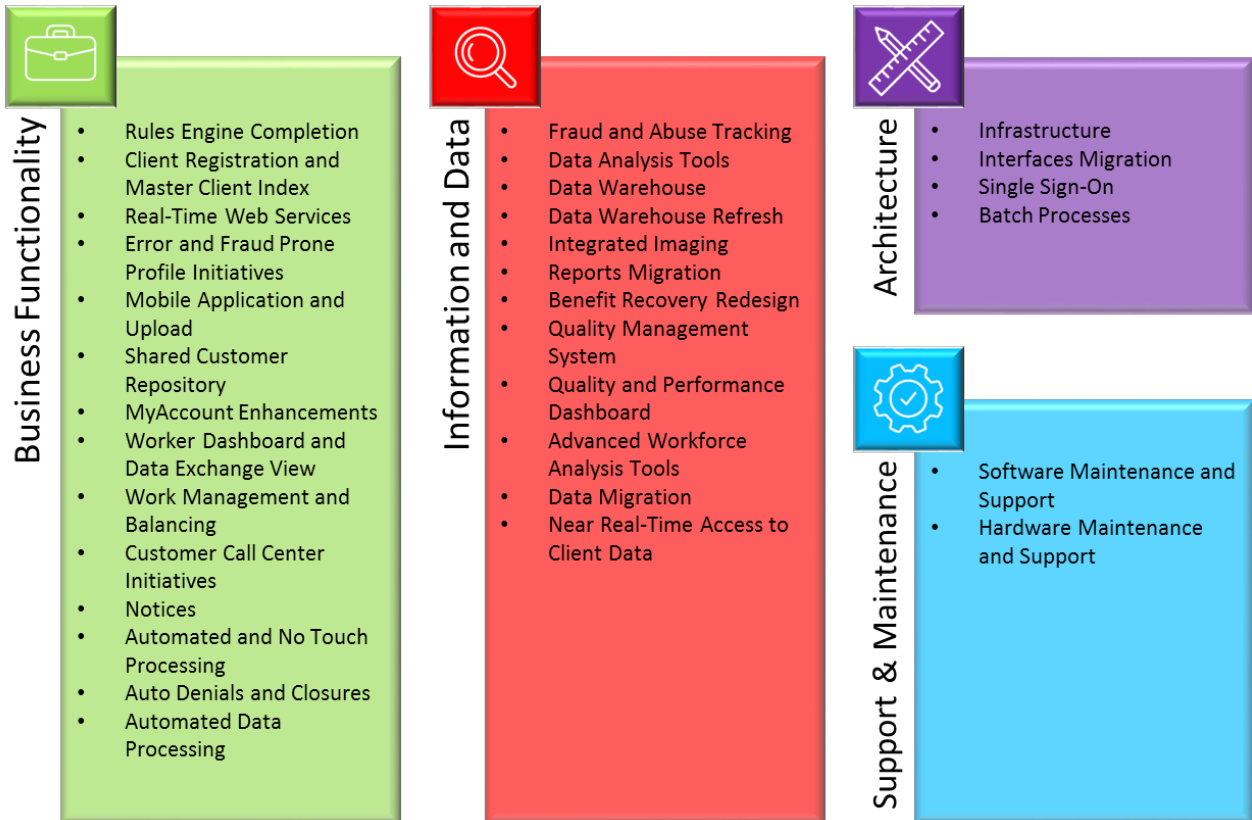 Business Functionality
• Rules Engine Completion
• Client Registration and
Master Client Index
• Real-Time Web Services
• Error and Fraud Prone
Profile Initiatives
• Mobile Application and
Upload
• Shared Customer
Repository
• MyAccount Enhancements
• Worker Dashboard and
Data Exchange View
• Work Management and
Balancing
• Customer Call Center
Initiatives
• Notices
• Automated and No Touch
Processing
• Auto Denials and Closures
• Automated Data
Processing
Information and Data
• Fraud and Abuse Tracking
• Data Analysis Tools
• Data Warehouse
• Data Warehouse Refresh
• Integrated Imaging
• Reports Migration
• Benefit Recovery Redesign
• Quality Management
System
• Quality and Performance
Dashboard
• Advanced Workforce
Analysis Tools
• Data Migration
• Near Real-Time Access to
Client Data
Architecture
• Infrastructure
• Interfaces Migration
• Single Sign-On
• Batch Processes
Support & Maintenance
• Software Maintenance and
Support
• Hardware Maintenance
and Support